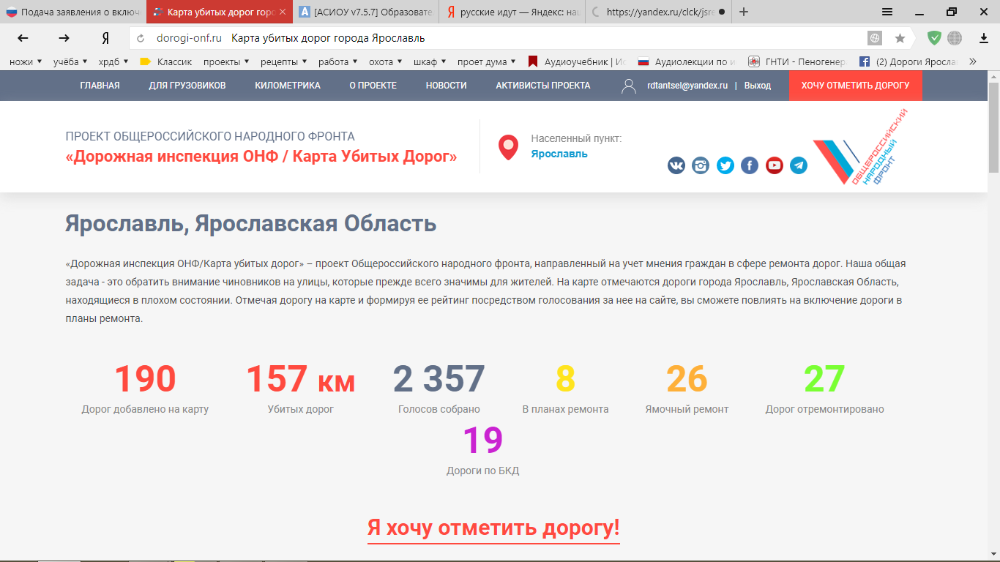 Подача заявления о включ
Карта убитых дорог горо
[АСИОУ v7.5.7] Образовате.
русские идут — Яндекс: на
https://yandex.ru/clck/jsre
dorogi-onf.ru Карта убитых дорог города Ярославль
ножи
учёба
хрдб
Классик
проекты
рецепты
работа
охота
шкаф
проет дума
Аудиоучебник | Ис
Аудиолекции по и
ГНТИ - Пеногенер
(2) Дороги Яросла
ГЛАВНАЯ
ДЛЯ ГРУЗОВИКОВ
КИЛОМЕТРИКА
О ПРОЕКТЕ
НОВОСТИ
АКТИВИСТЫ ПРОЕКТА
rdtantsel@yandex.ru | Выход
ХОЧУ ОТМЕТИТЬ ДОРОГУ
ПРОЕКТ ОБЩЕРОССИЙСКОГО НАРОДНОГО ФРОНТА
«Дорожная инспекция ОНФ / Карта Убитых Дорог»
Населенный пункт:
Ярославль
ОБЩЕРОССИЙСКИЙ
НАРОДНЫЙ
ФРОНТ
Ярославль, Ярославская Область
«Дорожная инспекция ОНФ/Карта убитых дорог» – проект Общероссийского народного фронта, направленный на учет мнения граждан в сфере ремонта дорог. Наша общая
задача - это обратить внимание чиновников на улицы, которые прежде всего значимы для жителей. На карте отмечаются дороги города Ярославль, Ярославская Область,
находящиеся в плохом состоянии. Отмечая дорогу на карте и формируя ее рейтинг посредством голосования за нее на сайте, вы сможете повлиять на включение дороги в
планы ремонта.
190
Дорог добавлено на карту
157 км
Убитых дорог
2 357
Голосов собрано
8
В планах ремонта
26
Ямочный ремонт
27
Дорог отремонтировано
19
Дороги по БКД
Я хочу отметить дорогу!